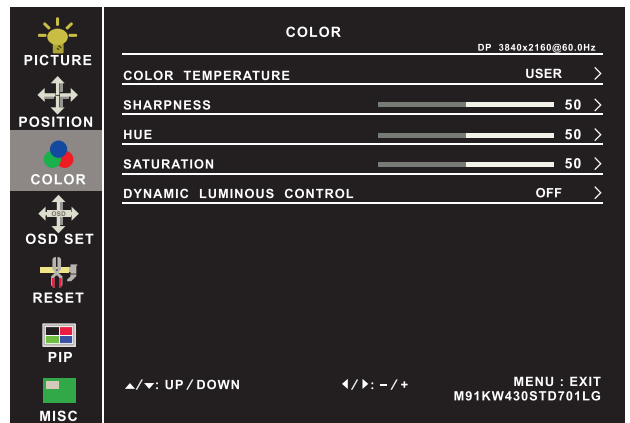 COLOR
DP 3840x2160@60.0Hz
PICTURE
POSITION
COLOR
OSD
OSD SET
RESET
PIP
MISC
COLOR TEMPERATURE USER
SHARPNESS 50
HUE 50
SATURATION 50
DYNAMIC LUMINOUS CONTROL OFF
▲/▼: UP / DOWN ◀/▶: – / + MENU : EXIT
M91KW430STD701LG